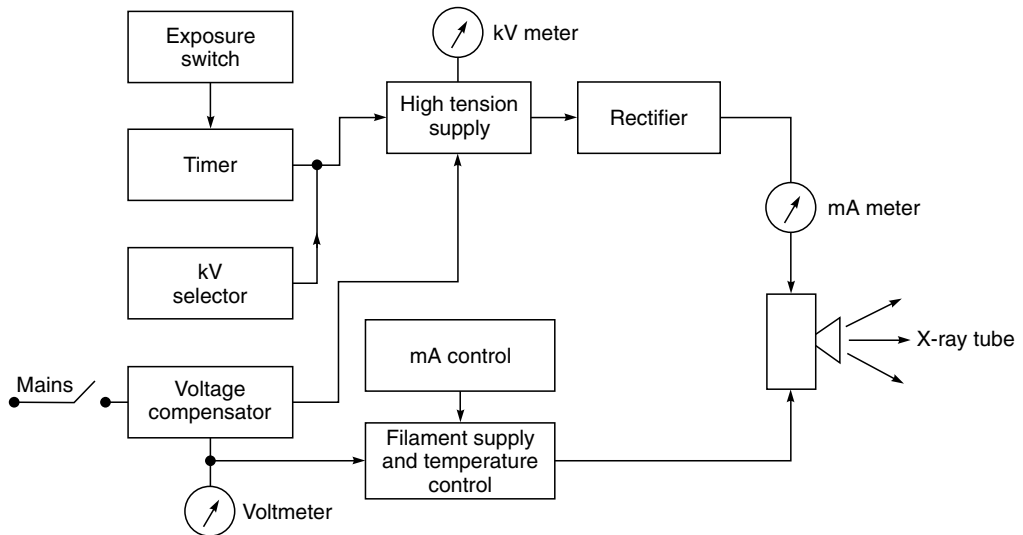 Exposure
switch
kV meter
High tension
supply
Rectifier
Timer
mA meter
kV
selector
X-ray tube
mA control
Mains
Voltage
compensator
Filament supply
and temperature
control
Voltmeter